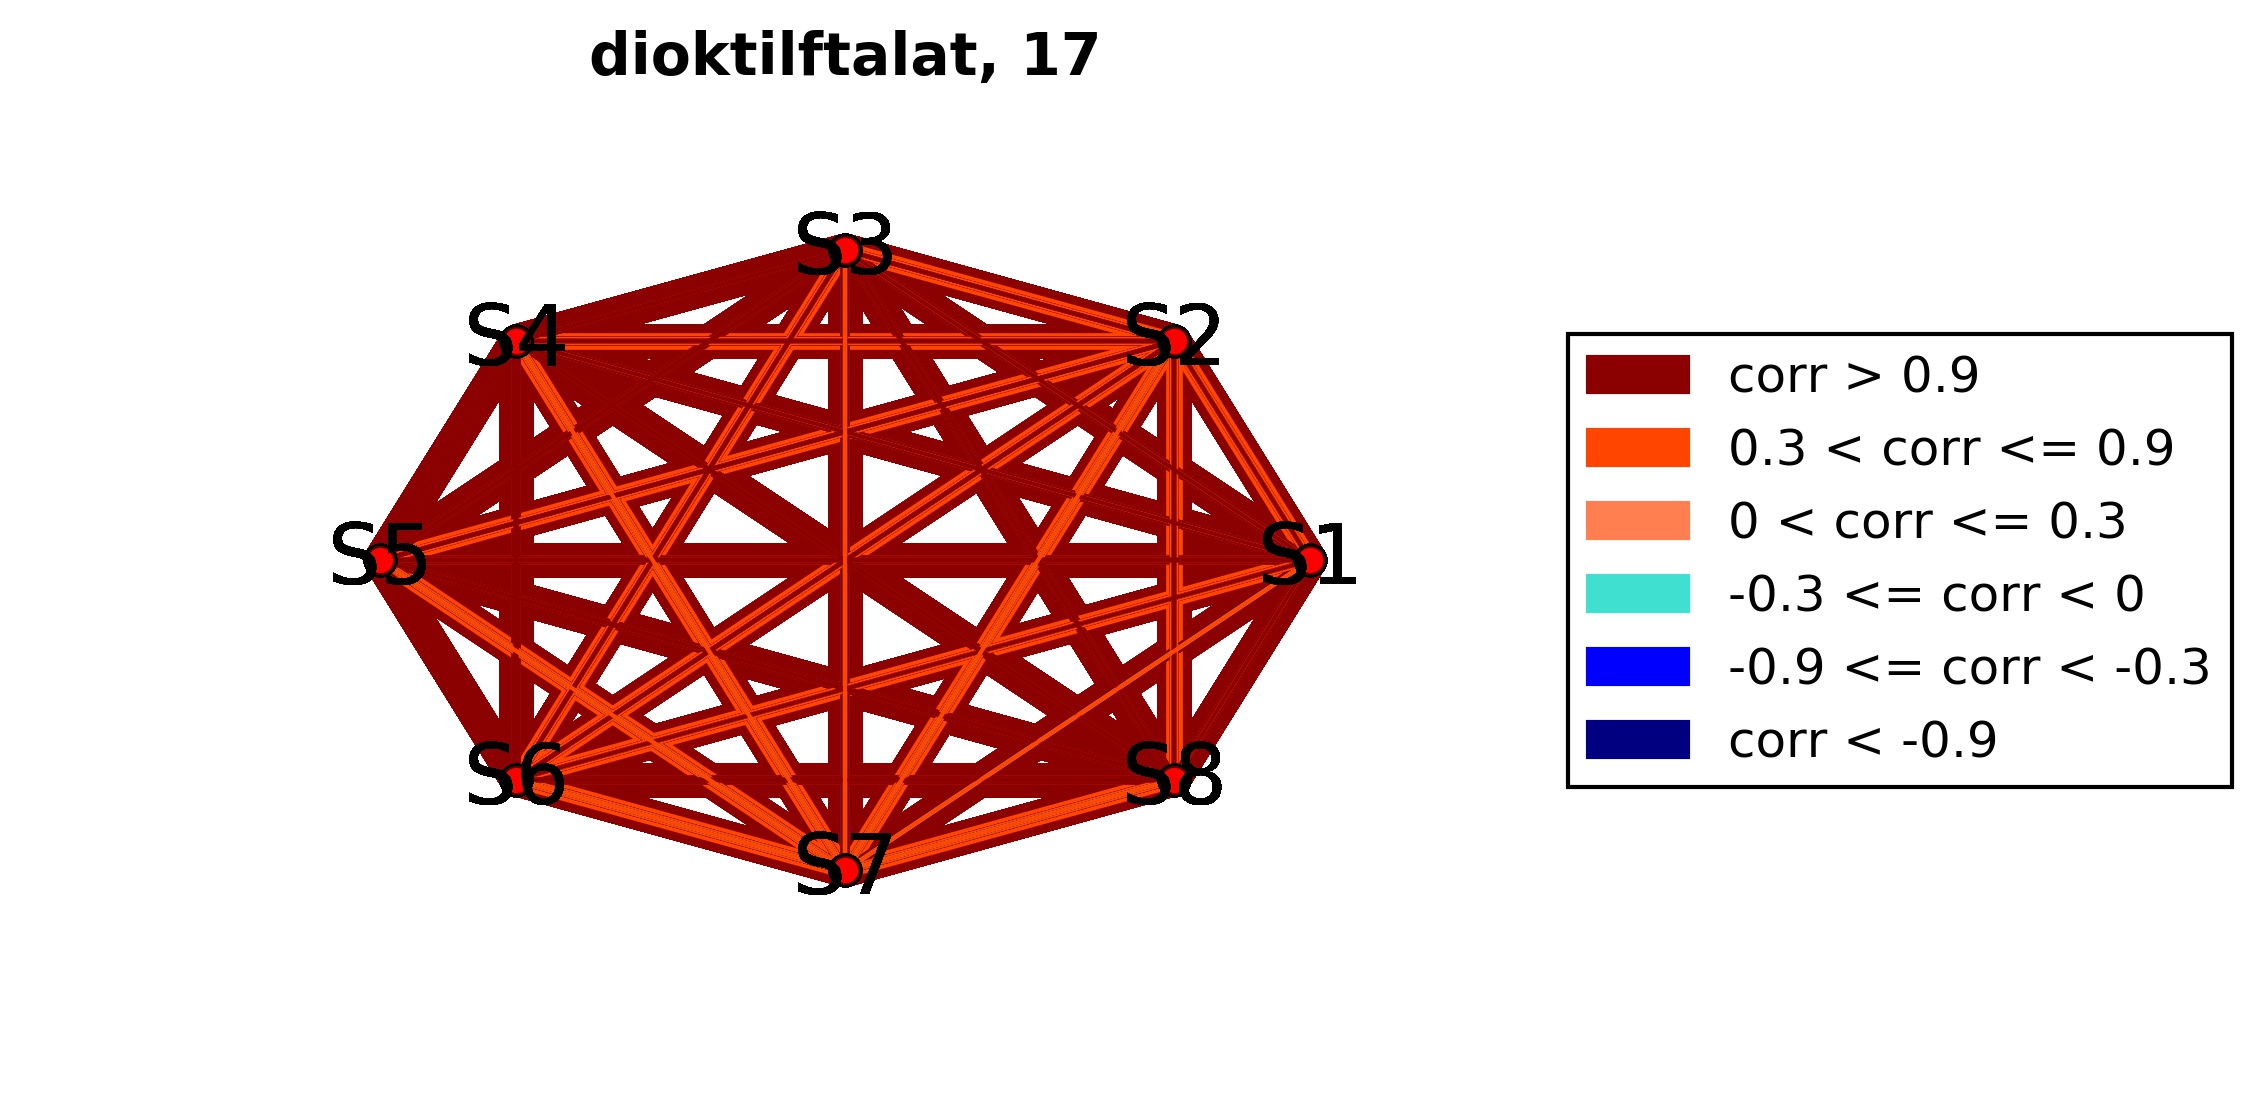 dioktilftalat, 17
S3
S4
S2
S5
S1
S6
S8
S7
corr > 0.9
0.3 < corr <= 0.9
0 < corr <= 0.3
-0.3 <= corr < 0
-0.9 <= corr < -0.3
corr < -0.9